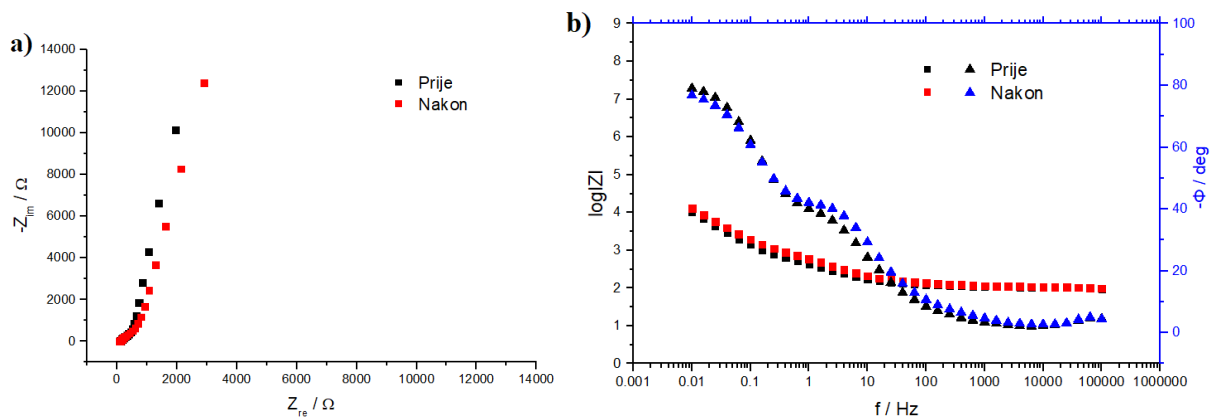 a)
14000
12000
10000
8000
6000
4000
2000
0
-Z_im / Ω
0 2000 4000 6000 8000 10000 12000 14000
Z_re / Ω
Prije
Nakon
b)
9
8
7
6
5
4
3
2
1
0
log|Z|
0.001 0.01 0.1 1 10 100 1000 10000 100000 1000000
f / Hz
Prije
Nakon
100
80
60
40
20
0
-Φ / deg